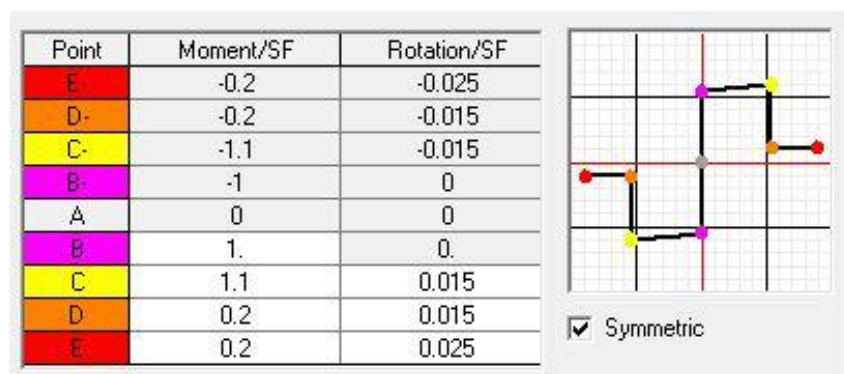 Point Moment/SF Rotation/SF
E- -0.2 -0.025
D- -0.2 -0.015
C- -1.1 -0.015
B- -1 0
A 0 0
B 1. 0.
C 1.1 0.015
D 0.2 0.015
E 0.2 0.025
Symmetric